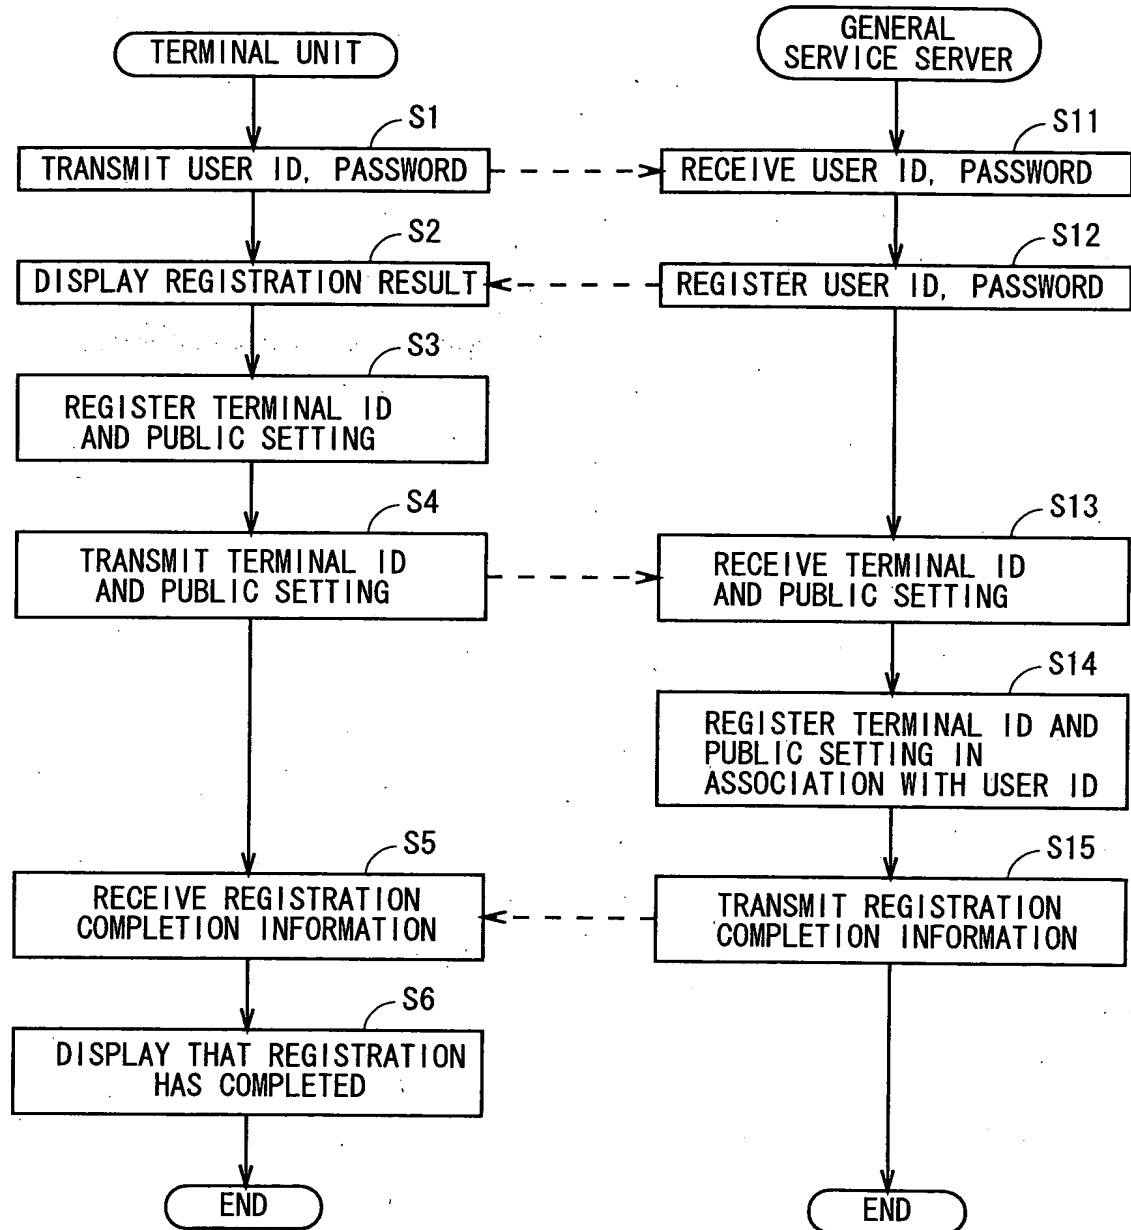 TERMINAL UNIT
S1
TRANSMIT USER ID, PASSWORD
S2
DISPLAY REGISTRATION RESULT
S3
REGISTER TERMINAL ID
AND PUBLIC SETTING
S4
TRANSMIT TERMINAL ID
AND PUBLIC SETTING
S5
RECEIVE REGISTRATION
COMPLETION INFORMATION
S6
DISPLAY THAT REGISTRATION
HAS COMPLETED
END
GENERAL
SERVICE SERVER
S11
RECEIVE USER ID, PASSWORD
S12
REGISTER USER ID, PASSWORD
S13
RECEIVE TERMINAL ID
AND PUBLIC SETTING
S14
REGISTER TERMINAL ID AND
PUBLIC SETTING IN
ASSOCIATION WITH USER ID
S15
TRANSMIT REGISTRATION
COMPLETION INFORMATION
END